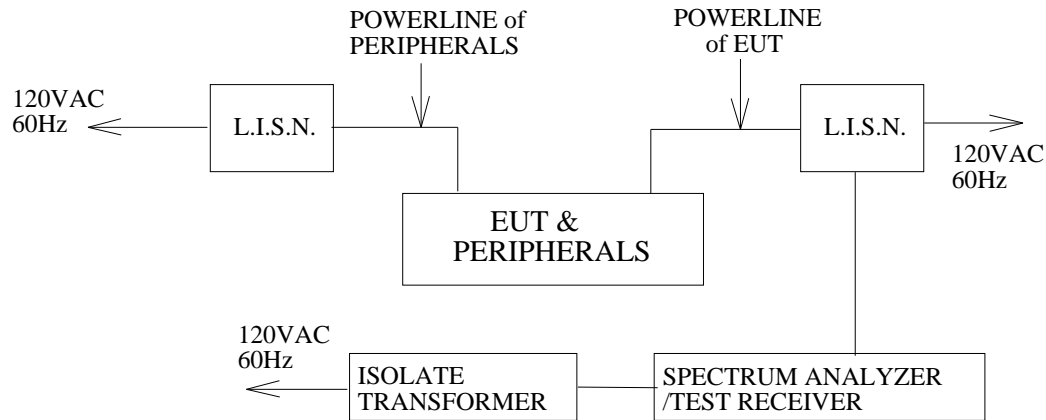 POWERLINE of
PERIPHERALS
POWERLINE
of EUT
120VAC
60Hz
L.I.S.N.
L.I.S.N.
120VAC
60Hz
EUT &
PERIPHERALS
120VAC
60Hz
ISOLATE
TRANSFORMER
SPECTRUM ANALYZER
/TEST RECEIVER